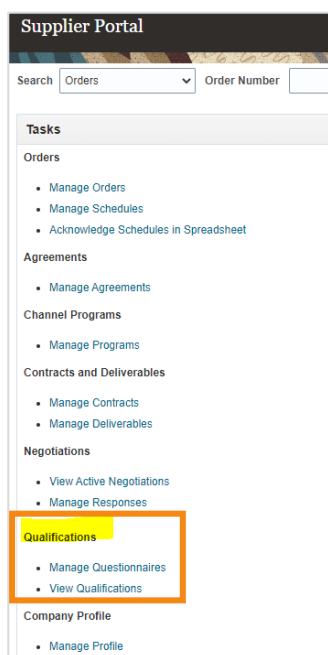 Supplier Portal
Search Orders Order Number
Tasks
Orders
Manage Orders
Manage Schedules
Acknowledge Schedules in Spreadsheet
Agreements
Manage Agreements
Channel Programs
Manage Programs
Contracts and Deliverables
Manage Contracts
Manage Deliverables
Negotiations
View Active Negotiations
Manage Responses
Qualifications
Manage Questionnaires
View Qualifications
Company Profile
Manage Profile